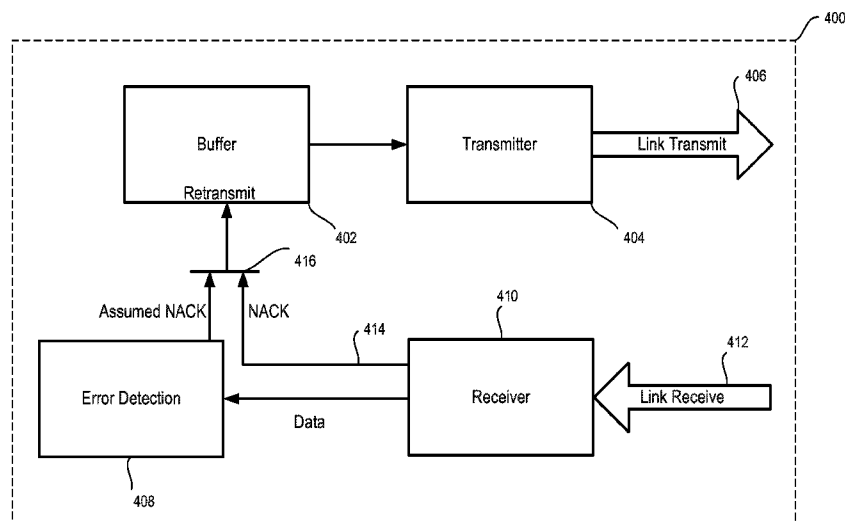 400
406
Buffer
Transmitter
Link Transmit
Retransmit
402
404
416
Assumed NACK
NACK
410
414
412
Error Detection
Receiver
Link Receive
Data
408